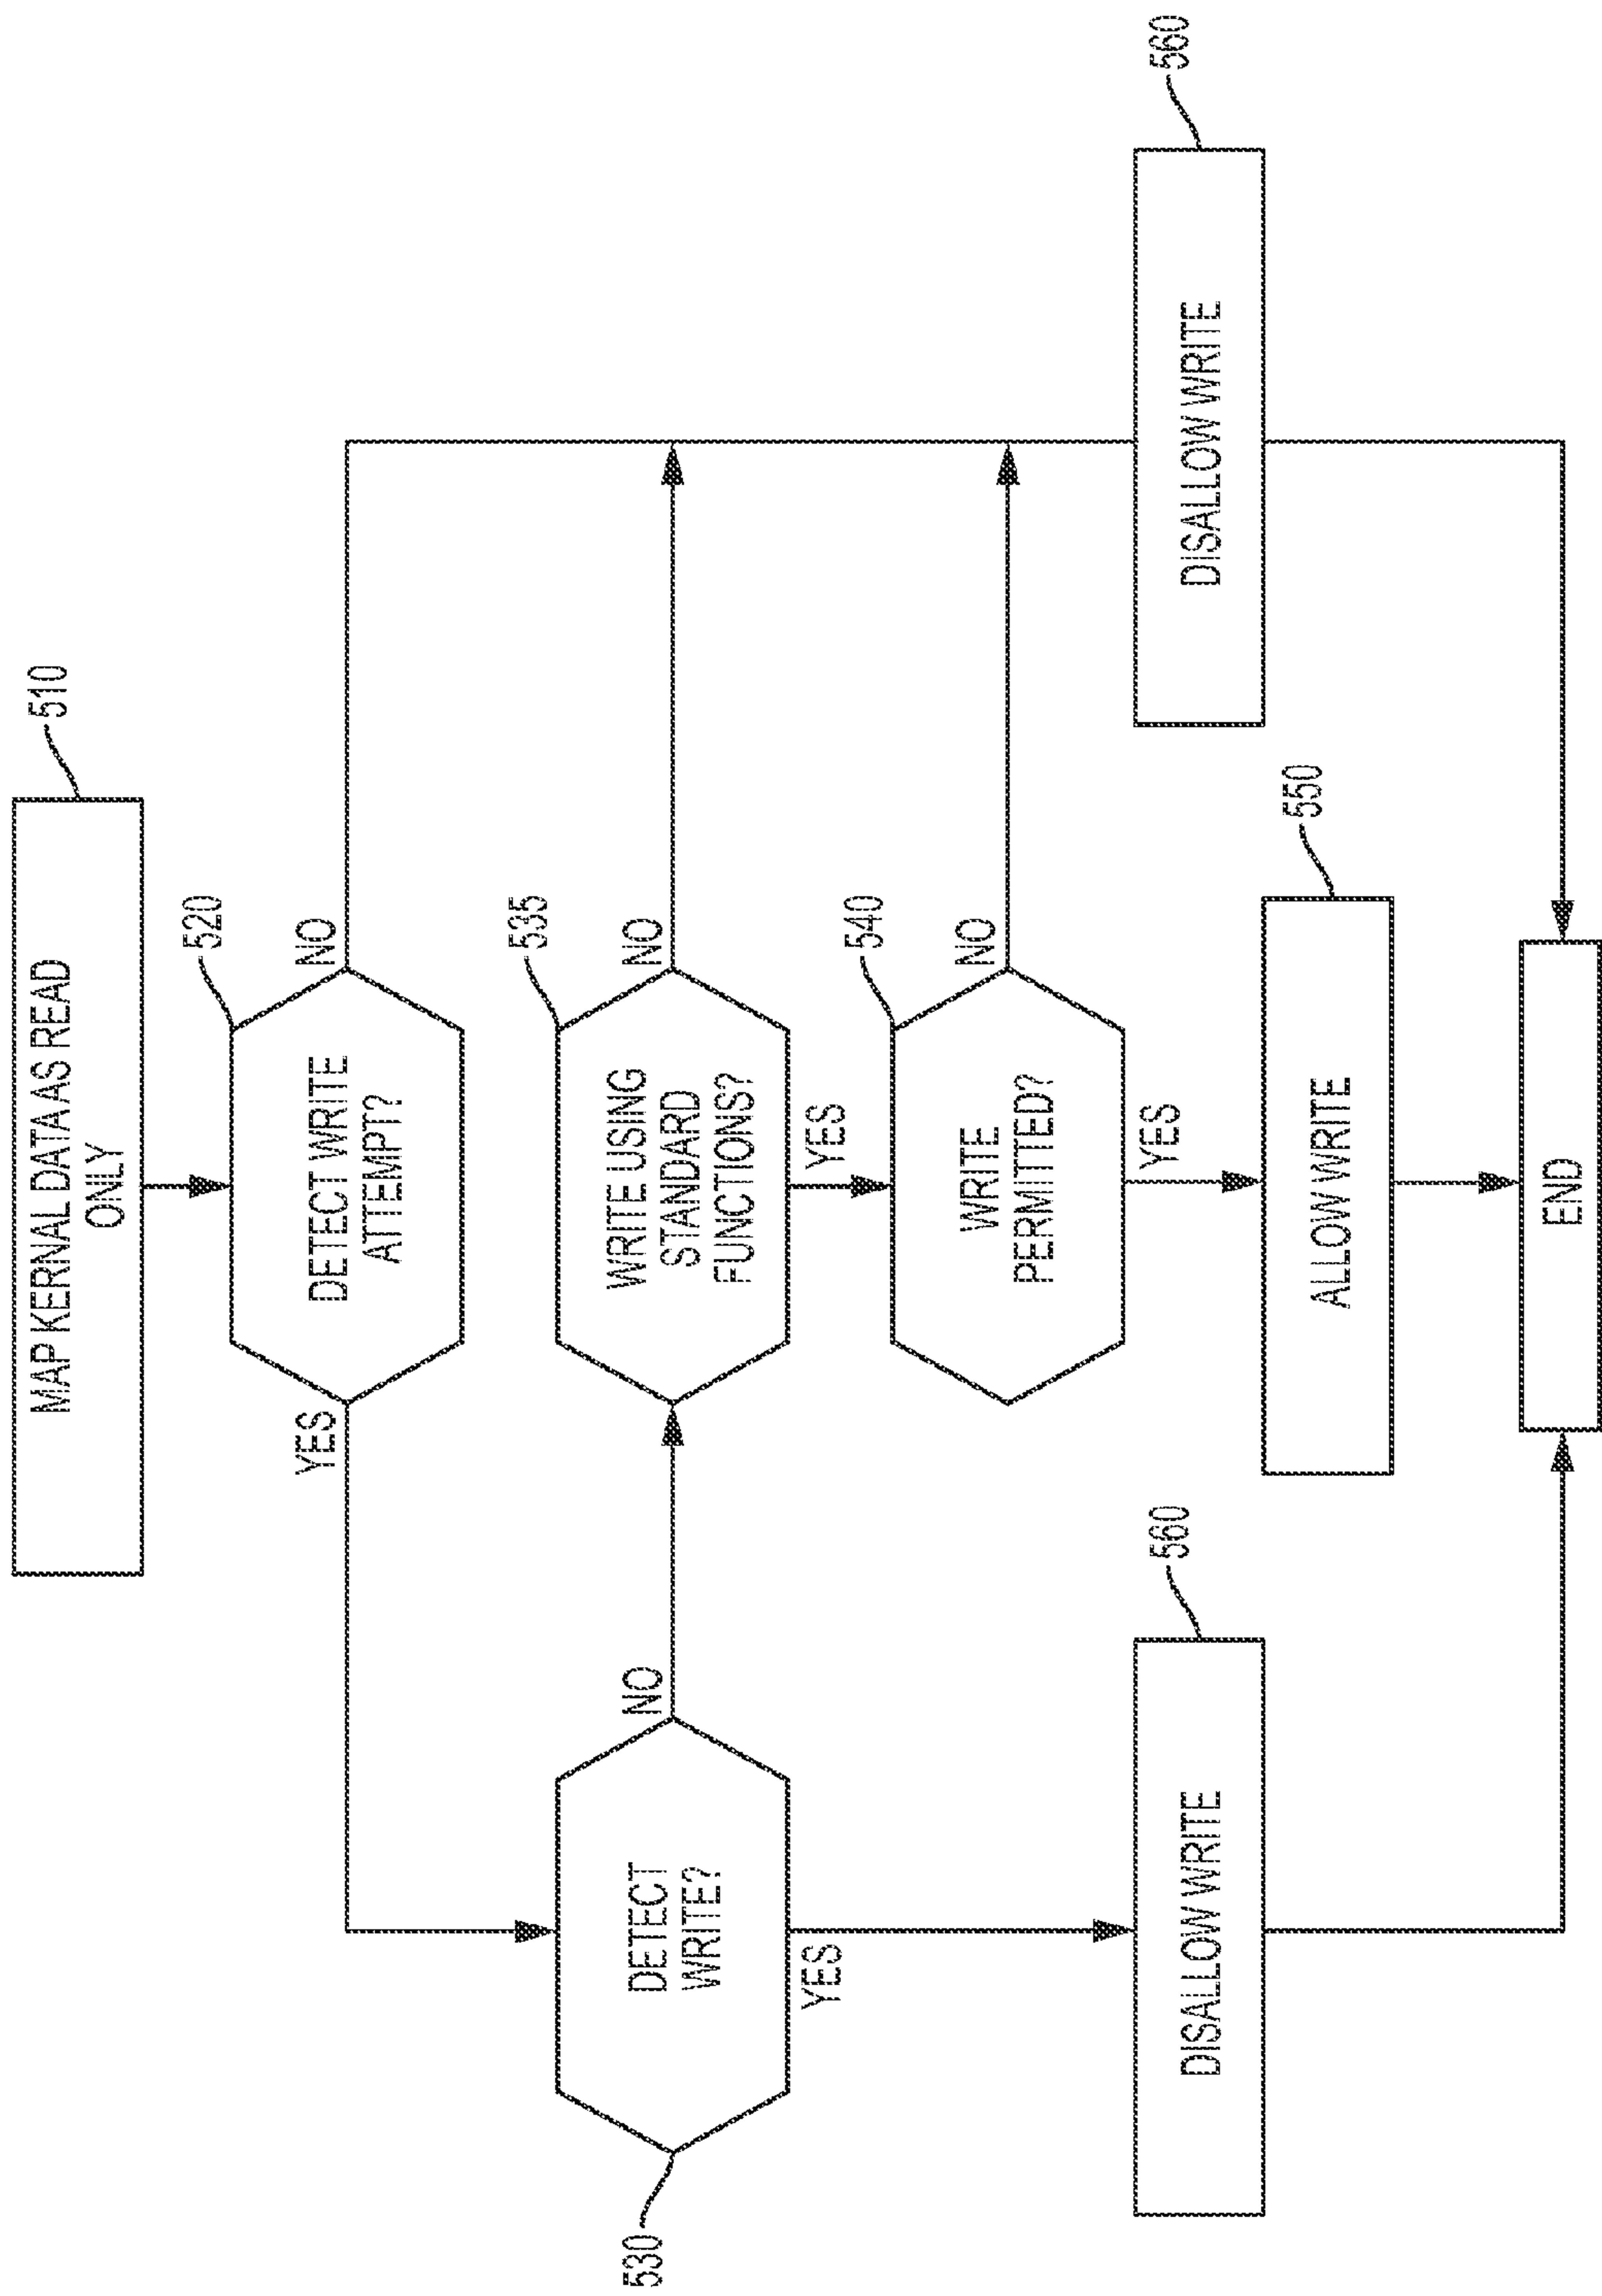 MAP KERNAL DATA AS READ
ONLY
510
520
DETECT WRITE
ATTEMPT?
YES
NO
530
DETECT
WRITE?
NO
YES
535
WRITE USING
STANDARD
FUNCTIONS?
NO
YES
540
WRITE
PERMITTED?
NO
YES
560
DISALLOW WRITE
550
ALLOW WRITE
560
DISALLOW WRITE
END